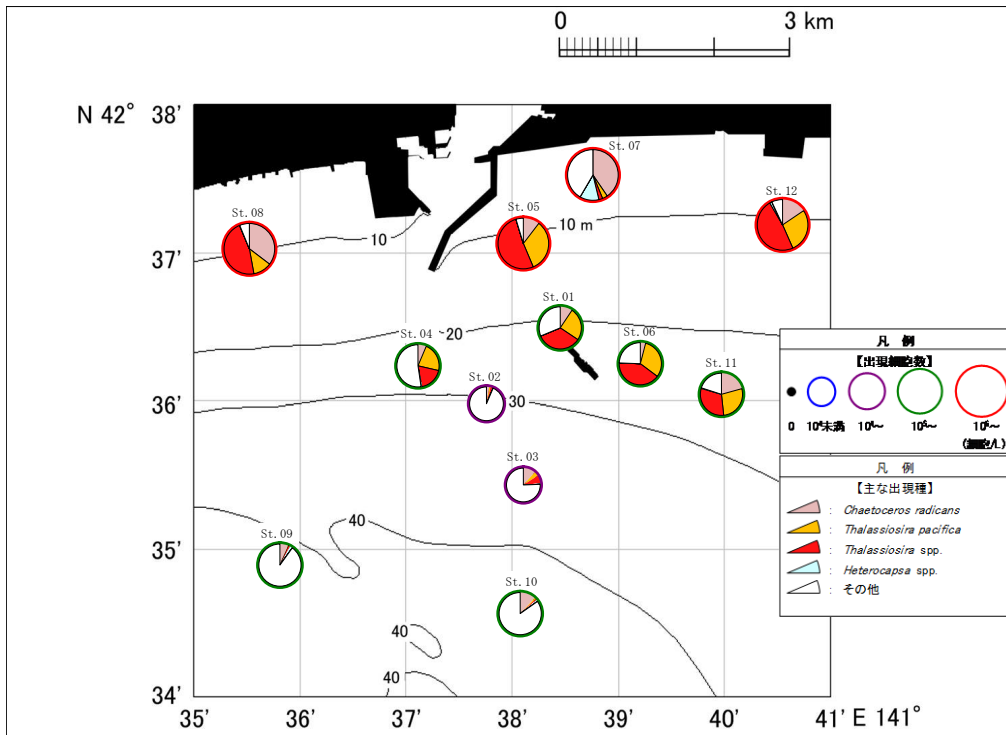 0 3 km
N 42° 38'
St.07
St.12
St.08
St.05
10 m
10
37'
St.01
20
St.04
St.06
St.02
St.11
36'
30
St.03
凡 例
【出現細胞数】
0 10⁴未満 10⁴～ 10⁵～ 10⁶～
(細胞/L)
凡 例
【主な出現種】
: Chaetoceros radicans
: Thalassiosira pacifica
: Thalassiosira spp.
: Heterocapsa spp.
: その他
40
St.09
35'
St.10
40
40
34'
35' 36' 37' 38' 39' 40' 41' E 141°